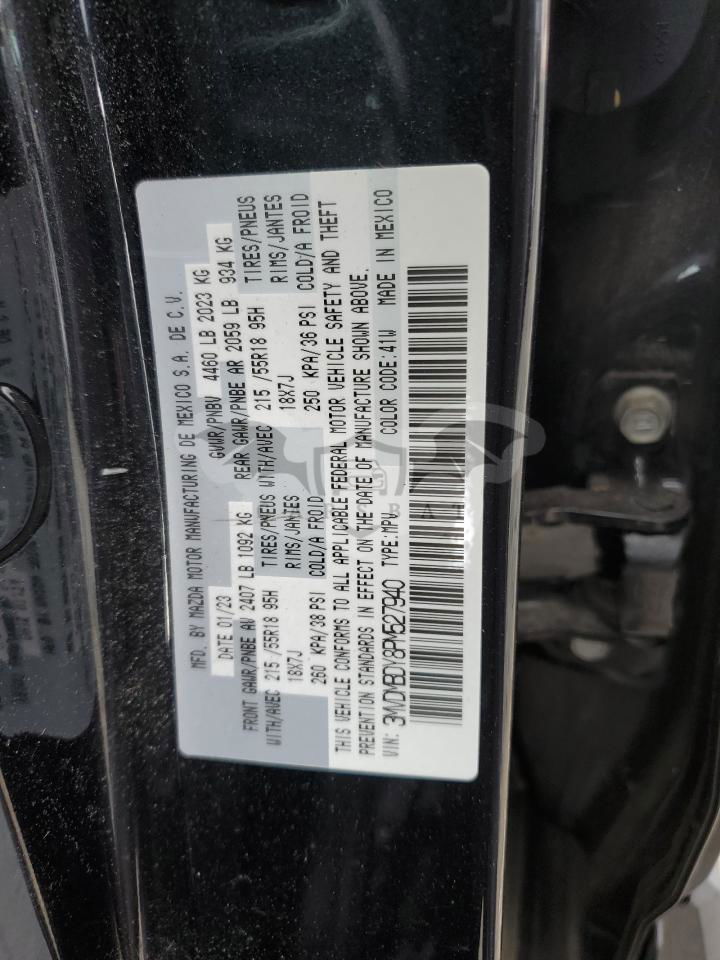 MFD. BY MAZDA MOTOR MANUFACTURING DE MEXICO S.A. DE C.V.
DATE 01/23 GVWR/PNBV 4460 LB 2023 KG
FRONT GAWR/PNBE AV 2407 LB 1092 KG REAR GAWR/PNBE AR 2059 LB 934 KG
WITH/AVEC 215 /55R18 95H TIRES/PNEUS WITH/AVEC 215 /55R18 95H TIRES/PNEUS
18X7J RIMS/JANTES 18X7J RIMS/JANTES
260 KPA/38 PSI COLD/A FROID 250 KPA/36 PSI COLD/A FROID
THIS VEHICLE CONFORMS TO ALL APPLICABLE FEDERAL MOTOR VEHICLE SAFETY AND THEFT
PREVENTION STANDARDS IN EFFECT ON THE DATE OF MANUFACTURE SHOWN ABOVE.
VIN: 3MVDMBDY8PM527940 TYPE: MPV COLOR CODE: 41W MADE IN MEXICO